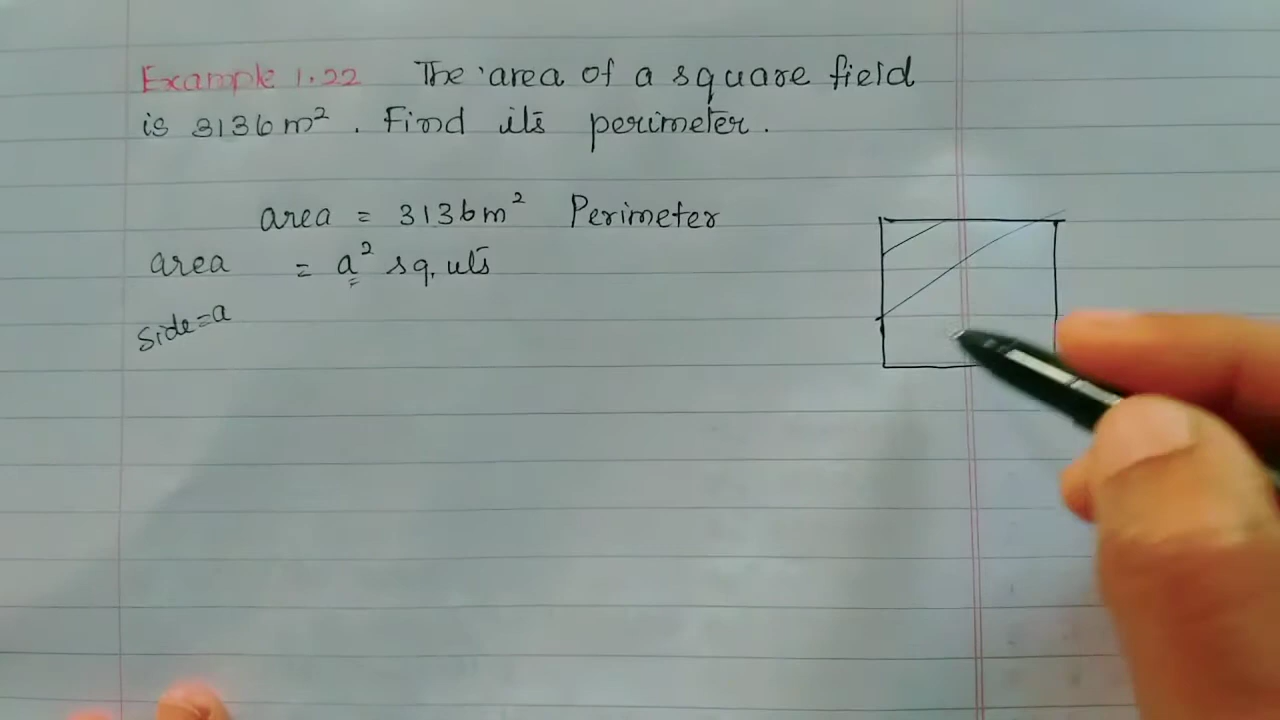 Example 1.22 The area of a square field
is 3136 m². Find its perimeter.
area = 3136 m² Perimeter
area = a² sq. uts
side = a